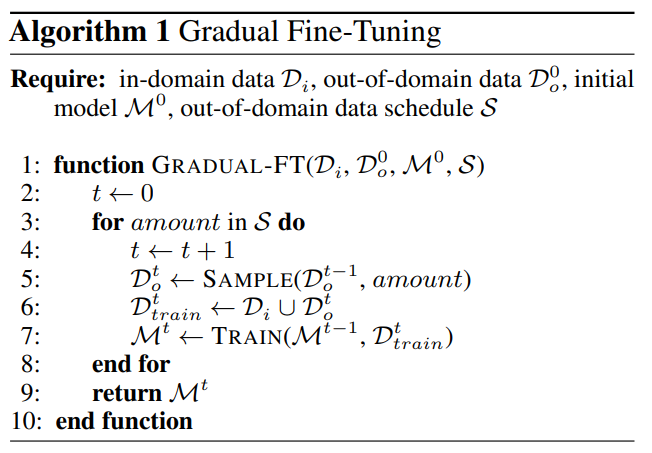 Algorithm 1 Gradual Fine-Tuning
Require: in-domain data 𝒟ᵢ, out-of-domain data 𝒟ₒ⁰, initial
model ℳ⁰, out-of-domain data schedule 𝒮
1: function GRADUAL-FT(𝒟ᵢ, 𝒟ₒ⁰, ℳ⁰, 𝒮)
2: t ← 0
3: for amount in 𝒮 do
4: t ← t + 1
5: 𝒟ₒᵗ ← SAMPLE(𝒟ₒᵗ⁻¹, amount)
6: 𝒟ᵗ_train ← 𝒟ᵢ ∪ 𝒟ₒᵗ
7: ℳᵗ ← TRAIN(ℳᵗ⁻¹, 𝒟ᵗ_train)
8: end for
9: return ℳᵗ
10: end function